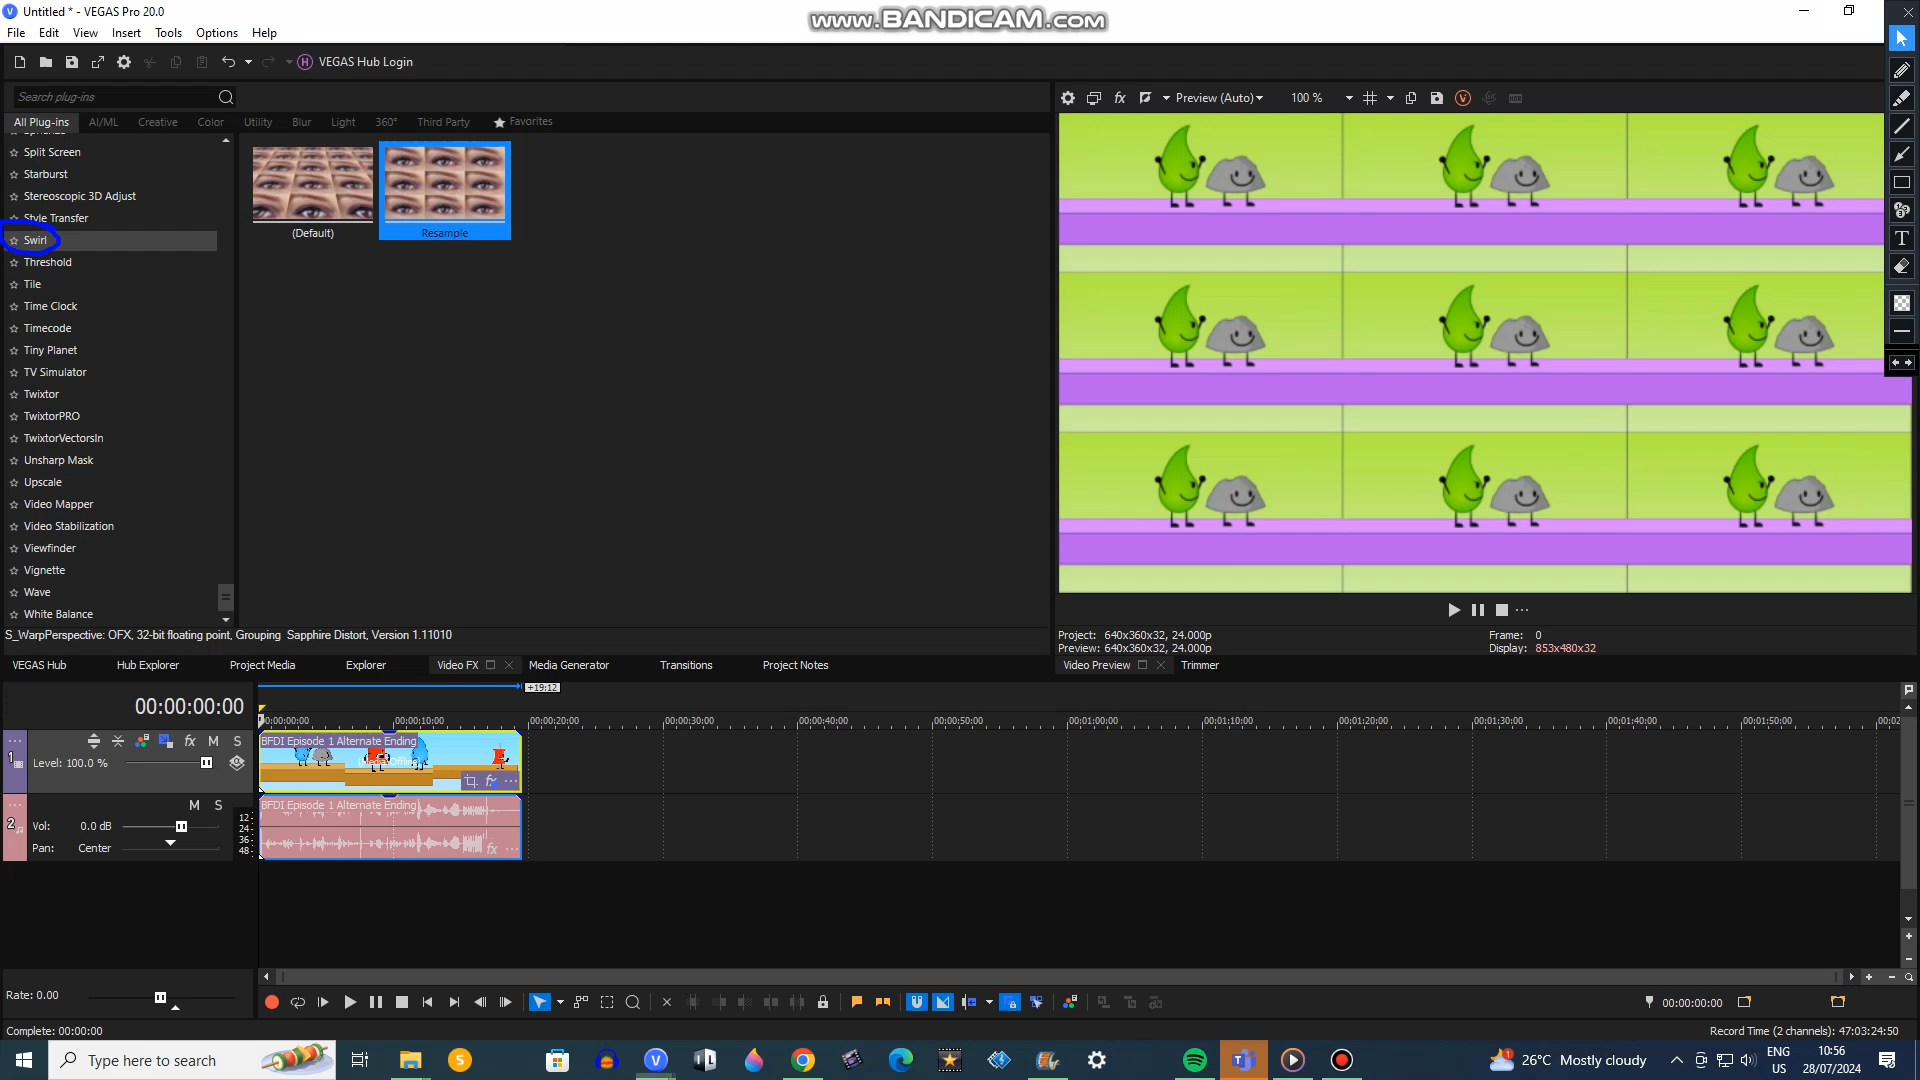 Untitled * - VEGAS Pro 20.0
www.BANDICAM.com
File Edit View Insert Tools Options Help
VEGAS Hub Login
Search plug-ins
Preview (Auto) 100 %
All Plug-ins AI/ML Creative Color Utility Blur Light 360° Third Party Favorites
Split Screen
Starburst
Stereoscopic 3D Adjust
Style Transfer
Swirl
Threshold
Tile
Time Clock
Timecode
Tiny Planet
TV Simulator
Twixtor
TwixtorPRO
TwixtorVectorsIn
Unsharp Mask
Upscale
Video Mapper
Video Stabilization
Viewfinder
Vignette
Wave
White Balance
(Default) Resample
S_WarpPerspective: OFX, 32-bit floating point, Grouping Sapphire Distort, Version 1.11010
Project: 640x360x32, 24.000p Frame: 0
Preview: 640x360x32, 24.000p Display: 853x480x32
VEGAS Hub Hub Explorer Project Media Explorer Video FX Media Generator Transitions Project Notes Video Preview Trimmer
+19:12
00:00:00:00
00:00:10:00 00:00:20:00 00:00:30:00 00:00:40:00 00:00:50:00 00:01:00:00 00:01:10:00 00:01:20:00 00:01:30:00 00:01:40:00 00:01:50:00
1 M S
BFDI Episode 1 Alternate Ending
Level: 100.0 %
2 M S
BFDI Episode 1 Alternate Ending
Vol: 0.0 dB
Pan: Center
12
24
36
48
Rate: 0.00
00:00:00:00
Complete: 00:00:00
Record Time (2 channels): 47:03:24:50
Type here to search
26°C Mostly cloudy
ENG
US
10:56
28/07/2024